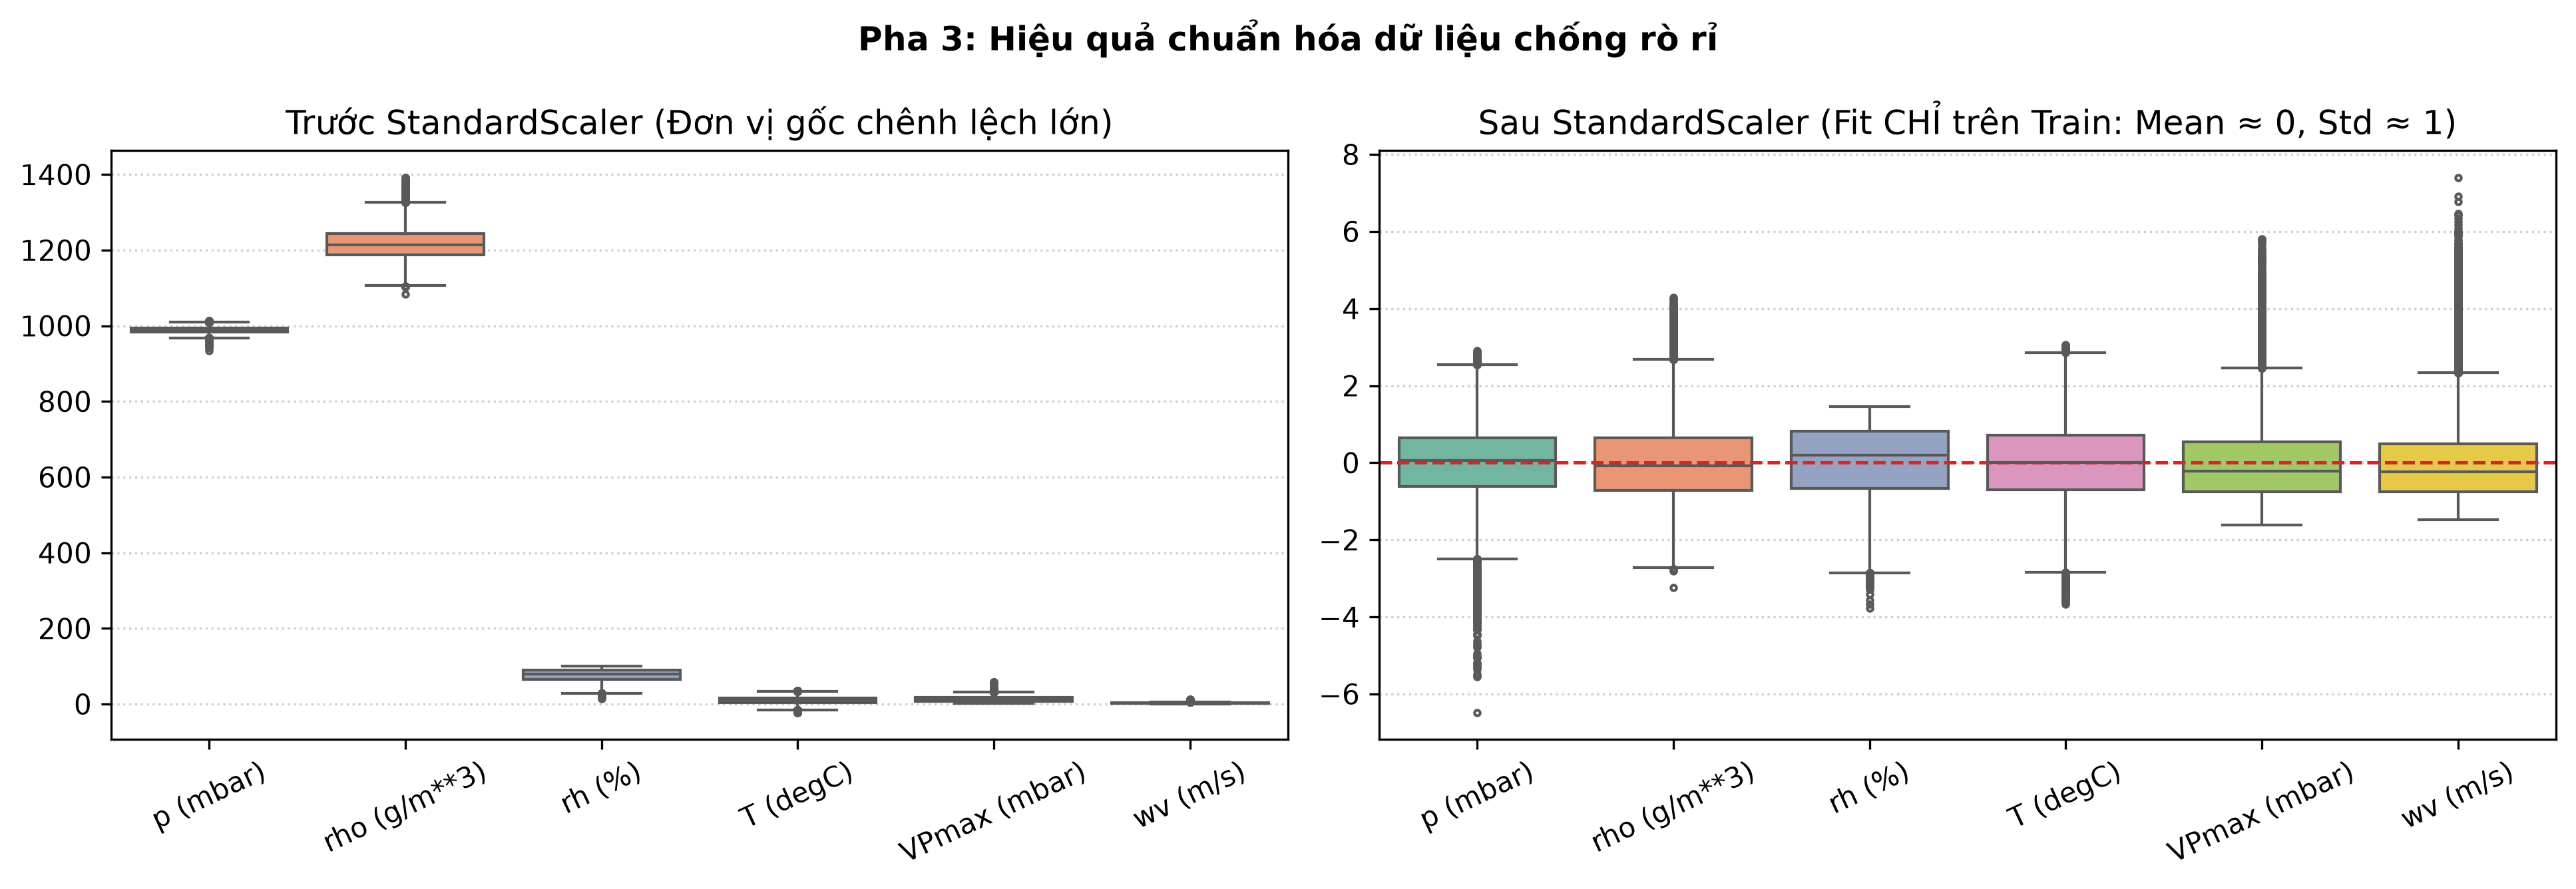 Pha 3: Hiệu quả chuẩn hóa dữ liệu chống rò rỉ
Trước StandardScaler (Đơn vị gốc chênh lệch lớn)
1400
1200
1000
800
600
400
200
0
p (mbar)
rho (g/m**3)
rh (%)
T (degC)
VPmax (mbar)
wv (m/s)
Sau StandardScaler (Fit CHỈ trên Train: Mean ≈ 0, Std ≈ 1)
8
6
4
2
0
−2
−4
−6
p (mbar)
rho (g/m**3)
rh (%)
T (degC)
VPmax (mbar)
wv (m/s)